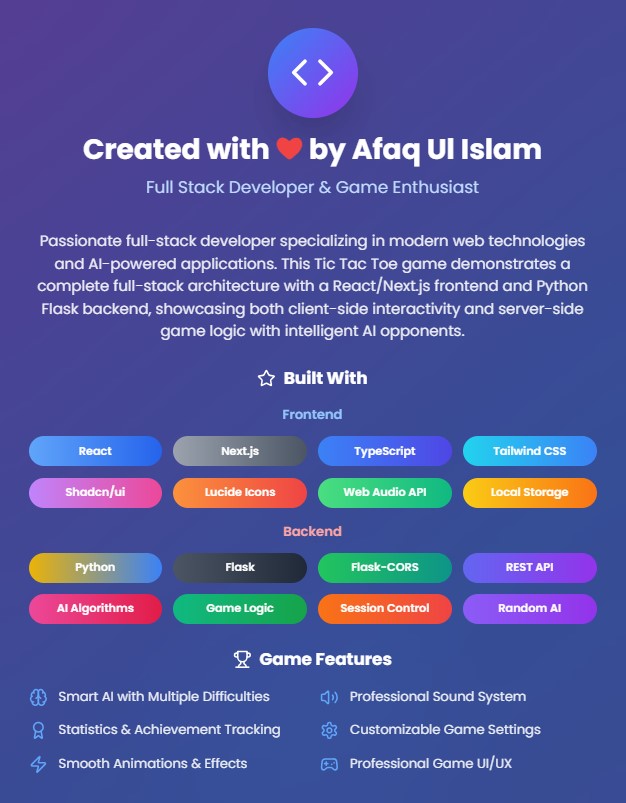 Created with ❤ by Afaq Ul Islam
Full Stack Developer & Game Enthusiast
Passionate full-stack developer specializing in modern web technologies
and AI-powered applications. This Tic Tac Toe game demonstrates a
complete full-stack architecture with a React/Next.js frontend and Python
Flask backend, showcasing both client-side interactivity and server-side
game logic with intelligent AI opponents.
Built With
Frontend
React Next.js TypeScript Tailwind CSS
Shadcn/ui Lucide Icons Web Audio API Local Storage
Backend
Python Flask Flask-CORS REST API
AI Algorithms Game Logic Session Control Random AI
Game Features
Smart AI with Multiple Difficulties Professional Sound System
Statistics & Achievement Tracking Customizable Game Settings
Smooth Animations & Effects Professional Game UI/UX